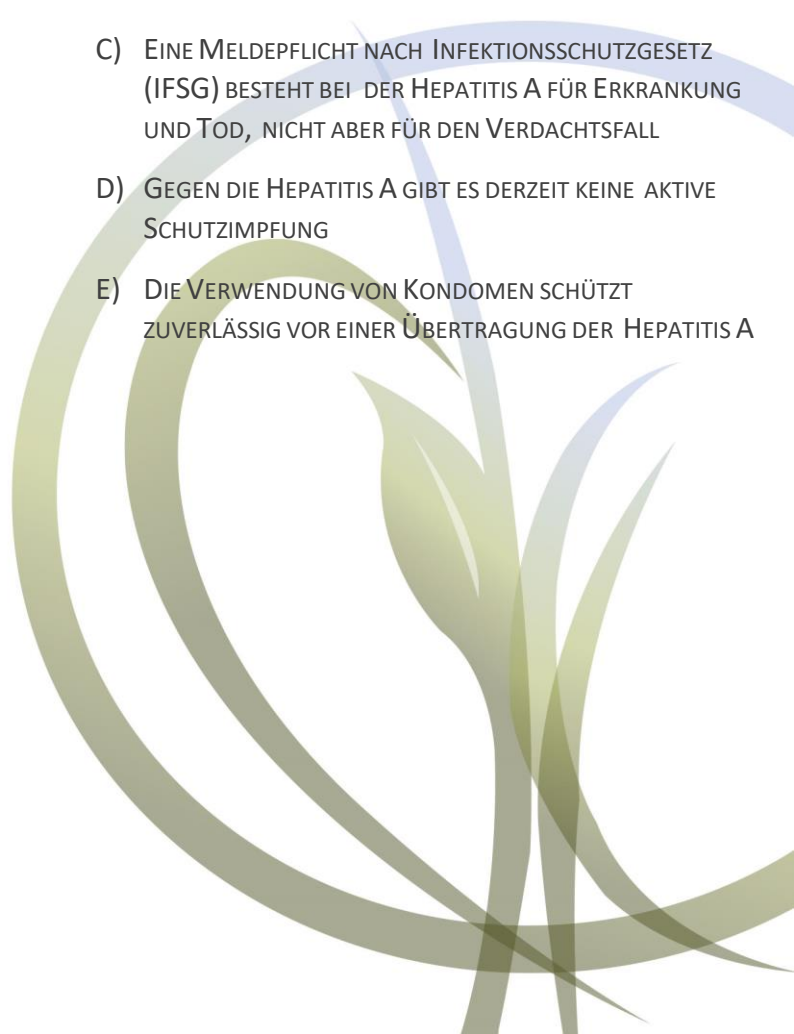 C) EINE MELDEPFLICHT NACH INFEKTIONSSCHUTZGESETZ
(IFSG) BESTEHT BEI DER HEPATITIS A FÜR ERKRANKUNG
UND TOD, NICHT ABER FÜR DEN VERDACHTSFALL
D) GEGEN DIE HEPATITIS A GIBT ES DERZEIT KEINE AKTIVE
SCHUTZIMPFUNG
E) DIE VERWENDUNG VON KONDOMEN SCHÜTZT
ZUVERLÄSSIG VOR EINER ÜBERTRAGUNG DER HEPATITIS A